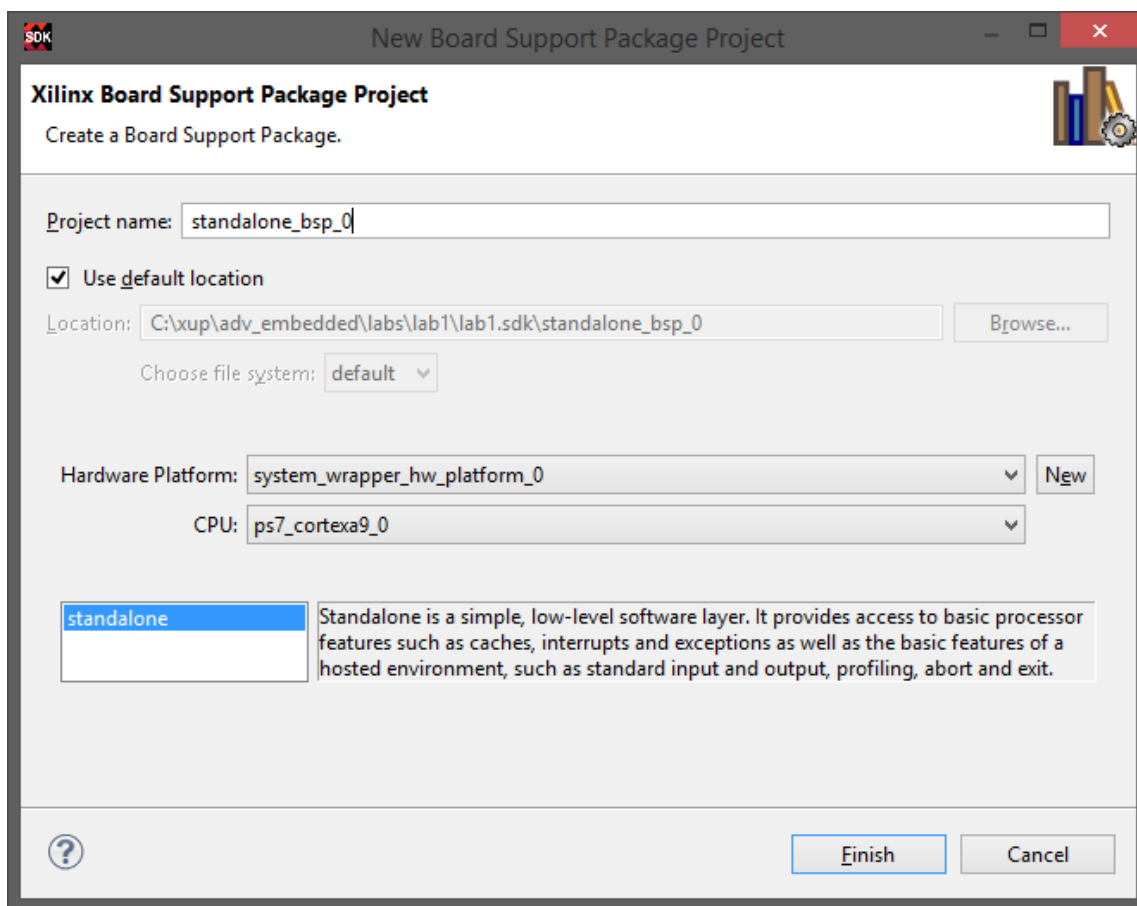 SDK
New Board Support Package Project
Xilinx Board Support Package Project
Create a Board Support Package.
Project name: standalone_bsp_0
Use default location
Location: C:\xup\adv_embedded\labs\lab1\lab1.sdk\standalone_bsp_0 Browse...
Choose file system: default
Hardware Platform: system_wrapper_hw_platform_0 New
CPU: ps7_cortexa9_0
standalone
Standalone is a simple, low-level software layer. It provides access to basic processor
features such as caches, interrupts and exceptions as well as the basic features of a
hosted environment, such as standard input and output, profiling, abort and exit.
? Finish Cancel